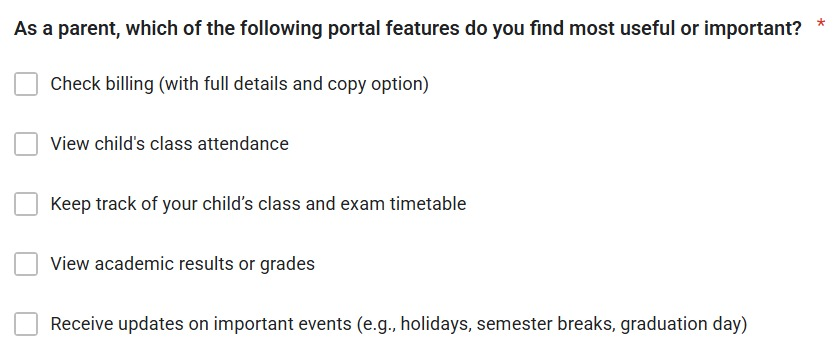 As a parent, which of the following portal features do you find most useful or important? *
Check billing (with full details and copy option)
View child's class attendance
Keep track of your child’s class and exam timetable
View academic results or grades
Receive updates on important events (e.g., holidays, semester breaks, graduation day)